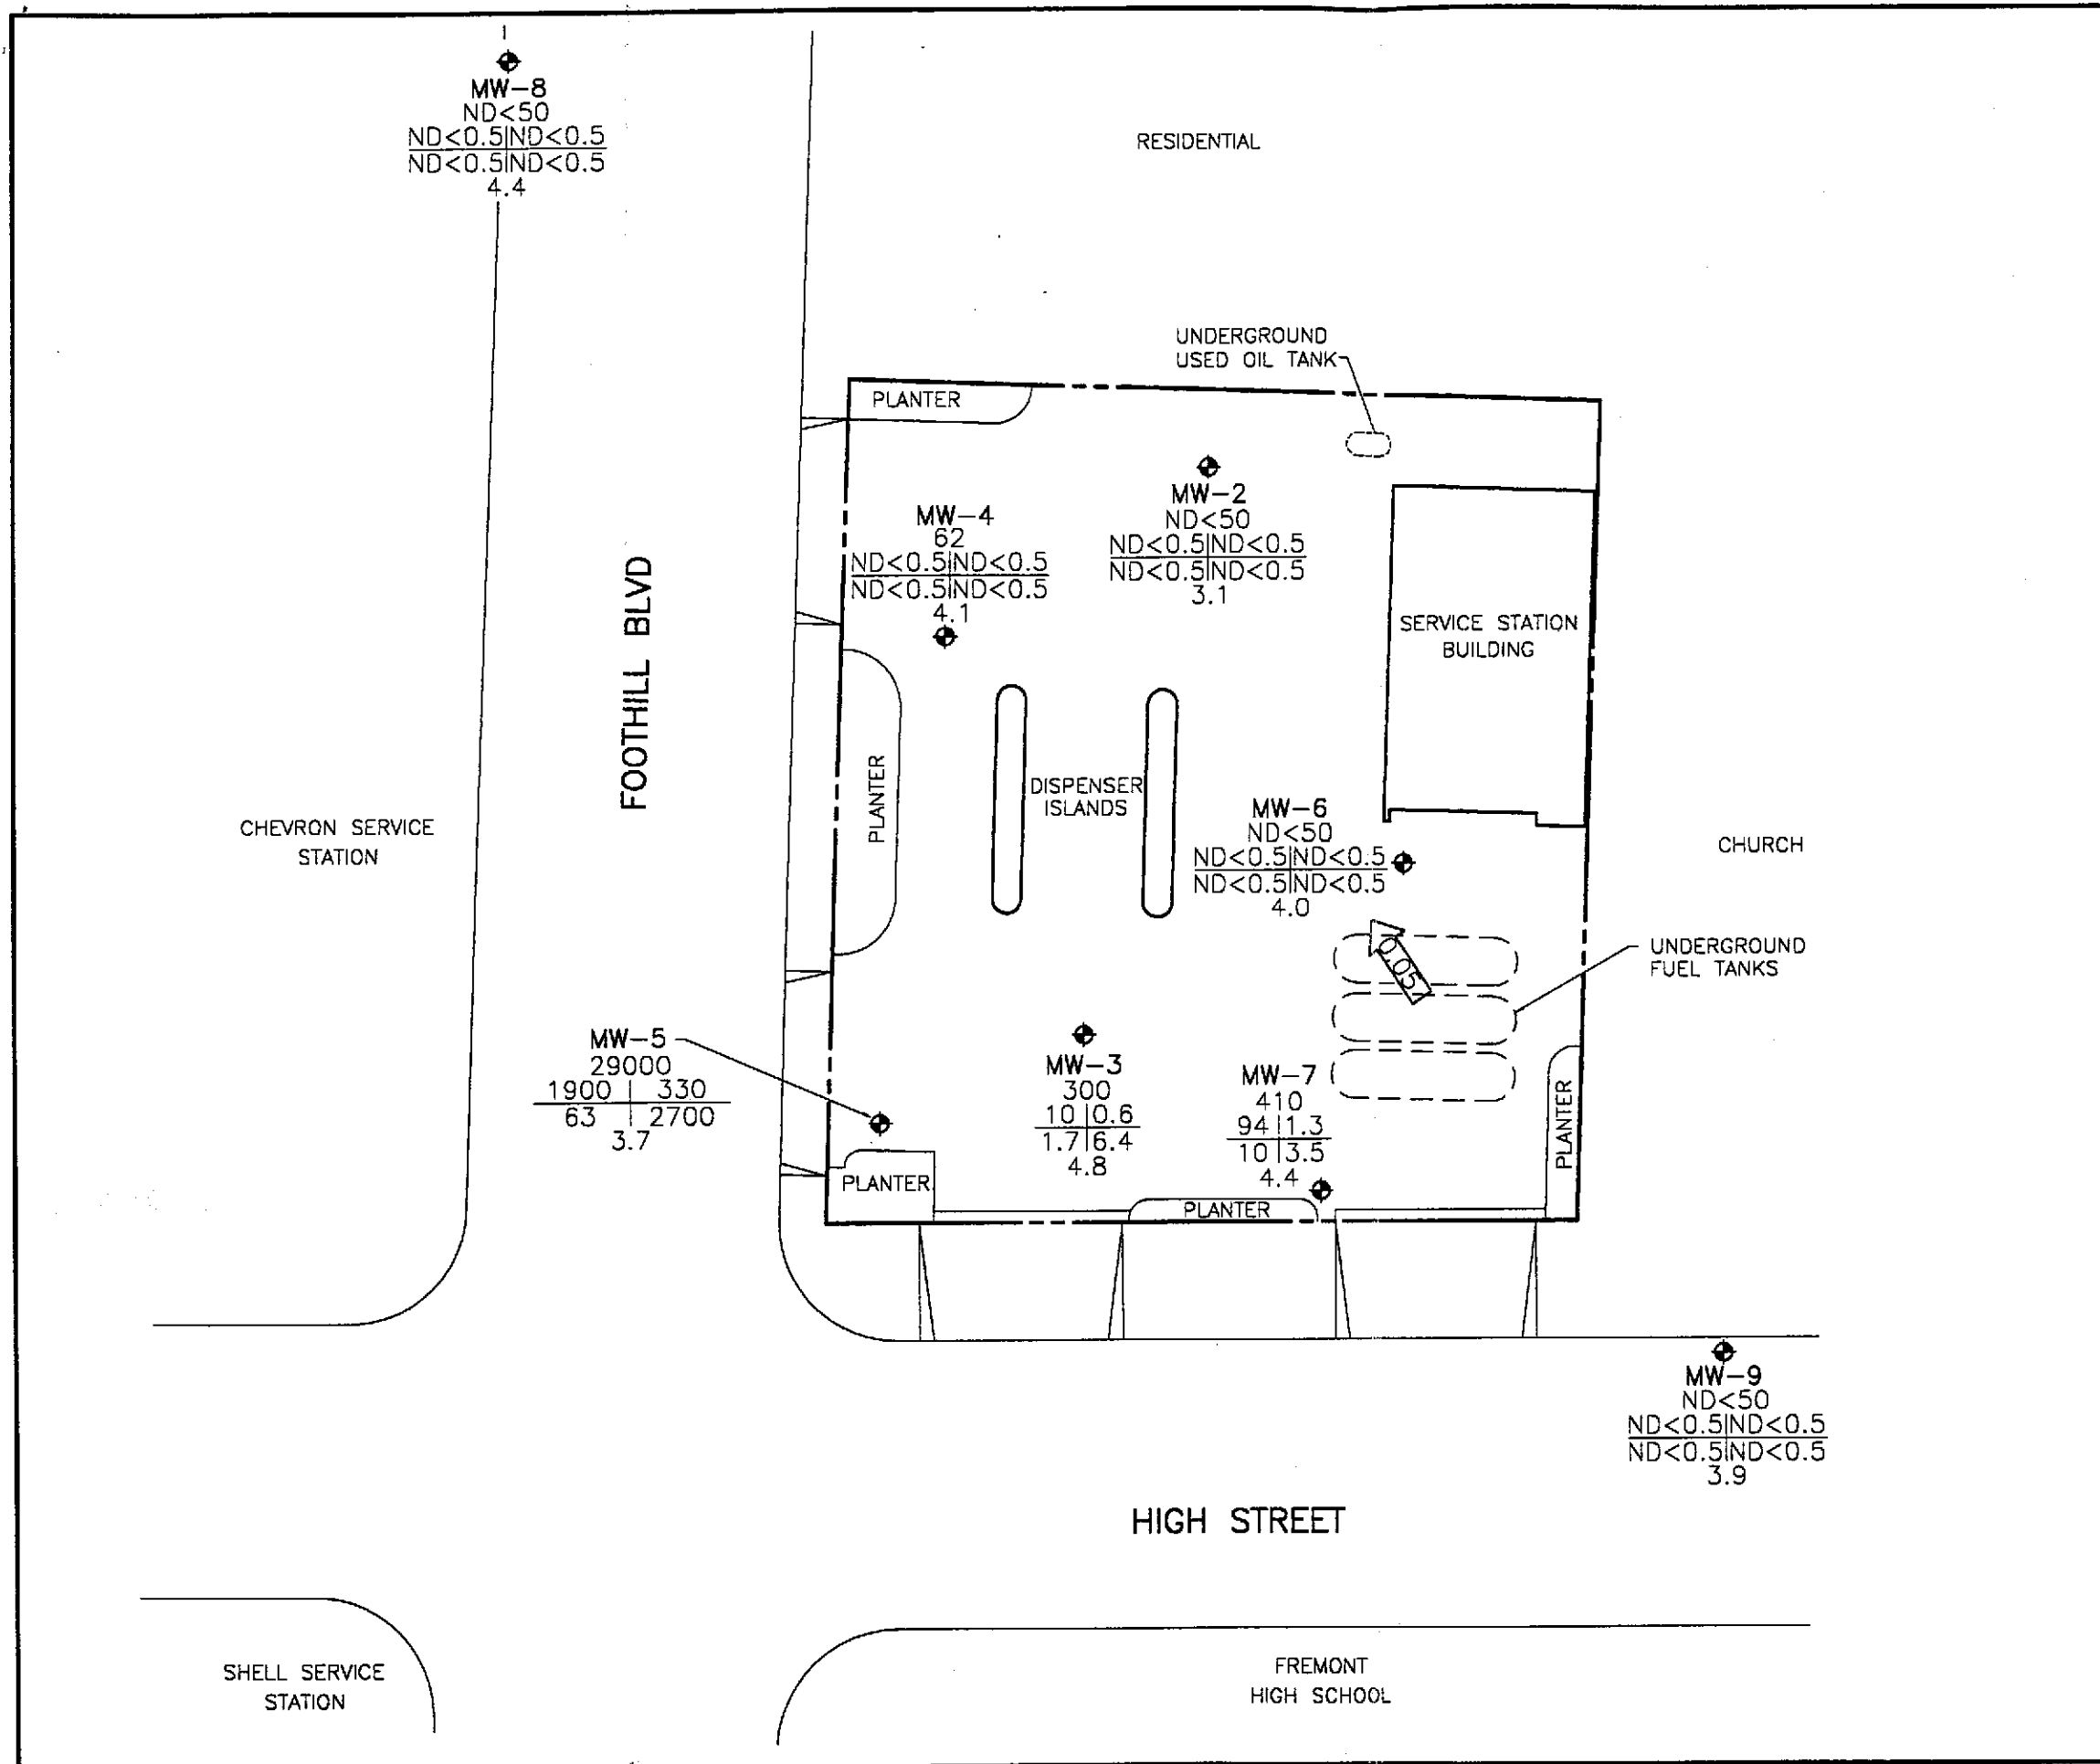 MW-8
ND<50
ND<0.5|ND<0.5
ND<0.5|ND<0.5
4.4
RESIDENTIAL
UNDERGROUND
USED OIL TANK
PLANTER
MW-2
ND<50
ND<0.5|ND<0.5
ND<0.5|ND<0.5
3.1
MW-4
62
ND<0.5|ND<0.5
ND<0.5|ND<0.5
4.1
SERVICE STATION
BUILDING
FOOTHILL BLVD
PLANTER
DISPENSER
ISLANDS
CHEVRON SERVICE
STATION
MW-6
ND<50
ND<0.5|ND<0.5
ND<0.5|ND<0.5
4.0
CHURCH
0.05
UNDERGROUND
FUEL TANKS
MW-5
29000
1900 | 330
63 | 2700
3.7
MW-3
300
10|0.6
1.7|6.4
4.8
MW-7
410
94|1.3
10|3.5
4.4
PLANTER
PLANTER
PLANTER
MW-9
ND<50
ND<0.5|ND<0.5
ND<0.5|ND<0.5
3.9
HIGH STREET
SHELL SERVICE
STATION
FREMONT
HIGH SCHOOL